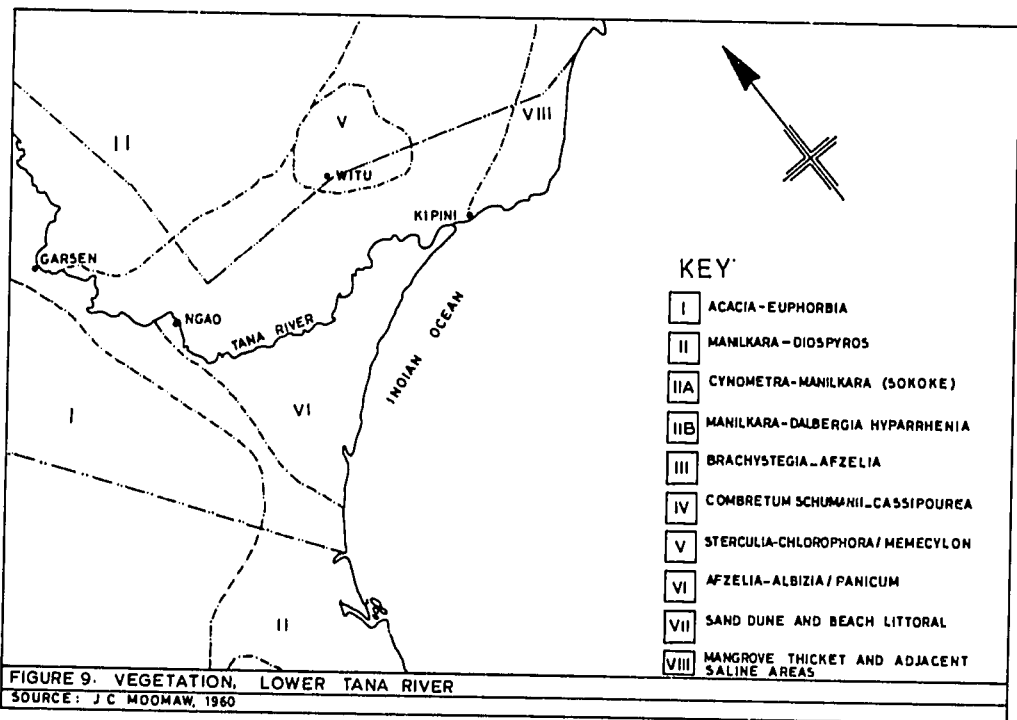 V
VIII
II
WITU
KIPINI
GARSEN
NGAO
TANA RIVER
INDIAN OCEAN
VI
I
II
KEY
I ACACIA-EUPHORBIA
II MANILKARA-DIOSPYROS
IIA CYNOMETRA-MANILKARA (SOKOKE)
IIB MANILKARA-DALBERGIA HYPARRHENIA
III BRACHYSTEGIA-AFZELIA
IV COMBRETUM SCHUMANII-CASSIPOUREA
V STERCULIA-CHLOROPHORA/MEMECYLON
VI AFZELIA-ALBIZIA/PANICUM
VII SAND DUNE AND BEACH LITTORAL
VIII MANGROVE THICKET AND ADJACENT
SALINE AREAS
FIGURE 9. VEGETATION, LOWER TANA RIVER
SOURCE: J C MOOMAW, 1960